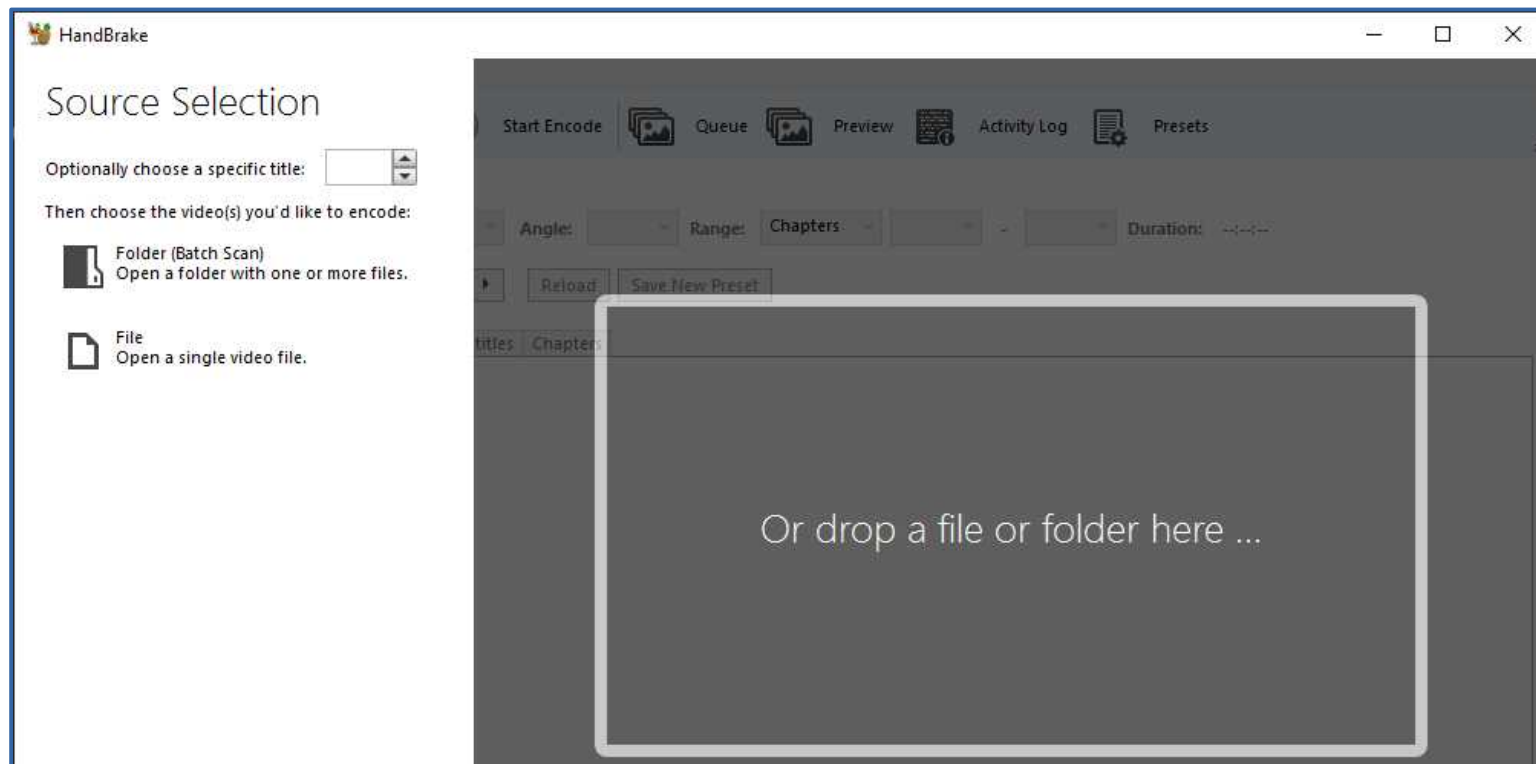 HandBrake
Source Selection
Start Encode Queue Preview Activity Log Presets
Optionally choose a specific title:
Then choose the video(s) you'd like to encode:
Angle: Range: Chapters - Duration: --:--:--
Folder (Batch Scan)
Open a folder with one or more files.
Reload Save New Preset
File
Open a single video file.
titles Chapters
Or drop a file or folder here ...